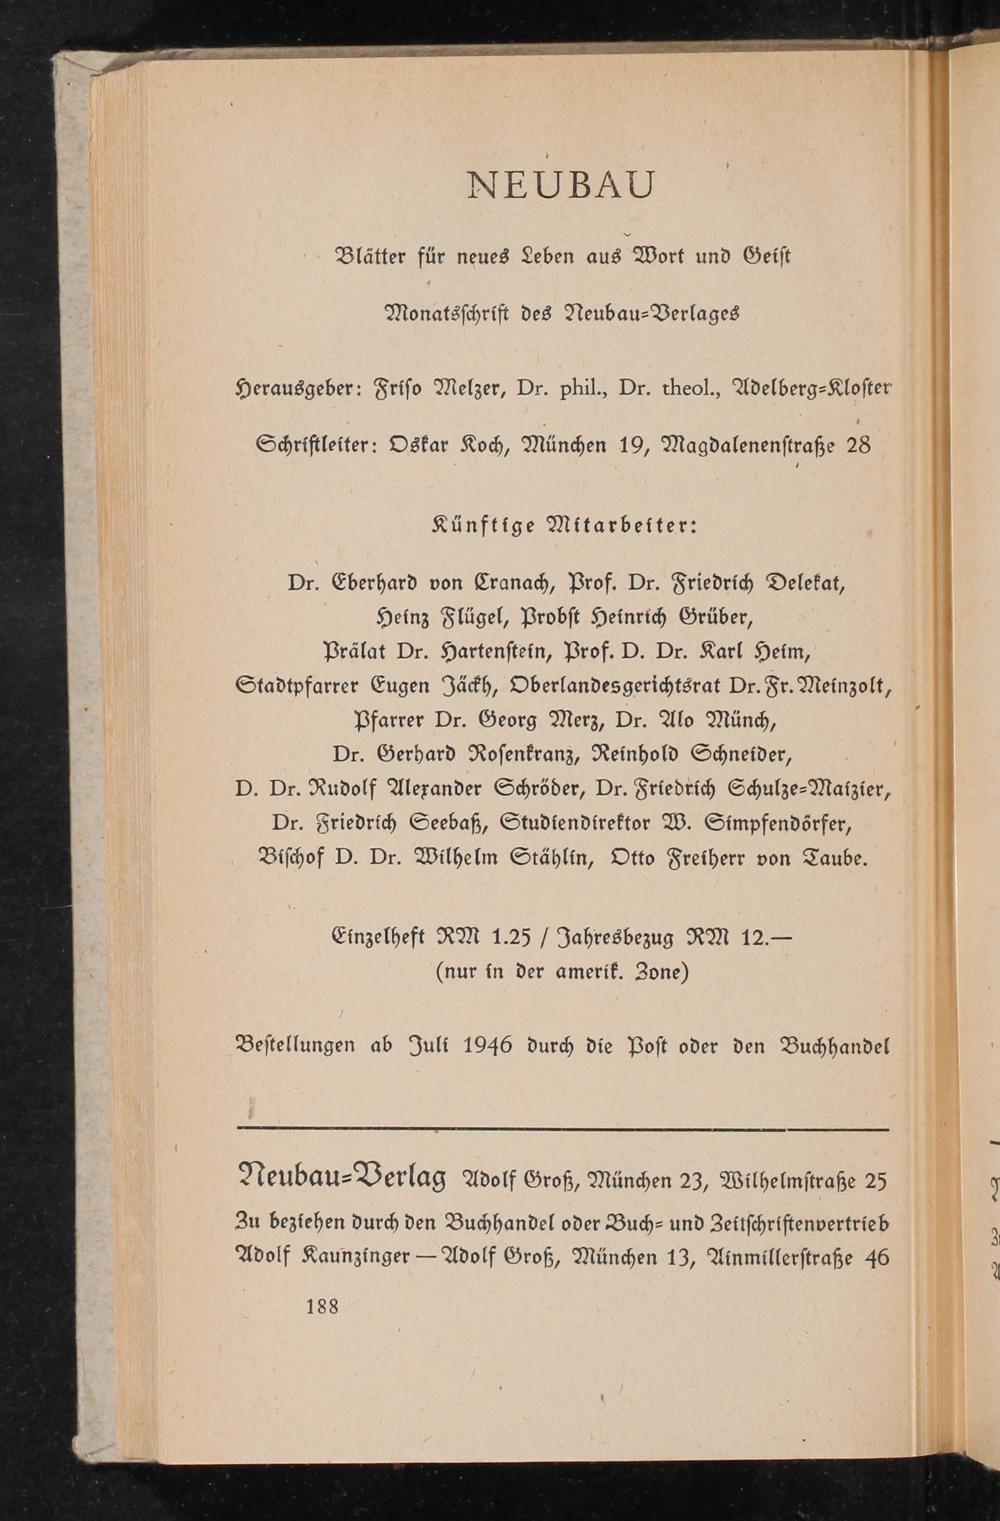 NEUBAU
Blätter für neues Leben aus Wort und Geist
Monatsschrift des Neubau-Verlages
Herausgeber: Friso Melzer, Dr. phil., Dr. theol., Adelberg-Kloster
Schriftleiter: Oskar Koch, München 19, Magdalenenstraße 28
Künftige Mitarbeiter:
Dr. Eberhard von Cranach, Prof. Dr. Friedrich Delekat,
Heinz Flügel, Probst Heinrich Grüber,
Prälat Dr. Hartenstein, Prof. D. Dr. Karl Heim,
Stadtpfarrer Eugen Jäckh, Oberlandesgerichtsrat Dr. Fr. Meinzolt,
Pfarrer Dr. Georg Merz, Dr. Alo Münch,
Dr. Gerhard Rosenkranz, Reinhold Schneider,
D. Dr. Rudolf Alexander Schröder, Dr. Friedrich Schulze-Maizier,
Dr. Friedrich Seebaß, Studiendirektor W. Simpfendörfer,
Bischof D. Dr. Wilhelm Stählin, Otto Freiherr von Taube.
Einzelheft RM 1.25 / Jahresbezug RM 12.—
(nur in der amerik. Zone)
Bestellungen ab Juli 1946 durch die Post oder den Buchhandel
Neubau-Verlag Adolf Groß, München 23, Wilhelmstraße 25
Zu beziehen durch den Buchhandel oder Buch- und Zeitschriftenvertrieb
Adolf Kaunzinger — Adolf Groß, München 13, Ainmillerstraße 46
188